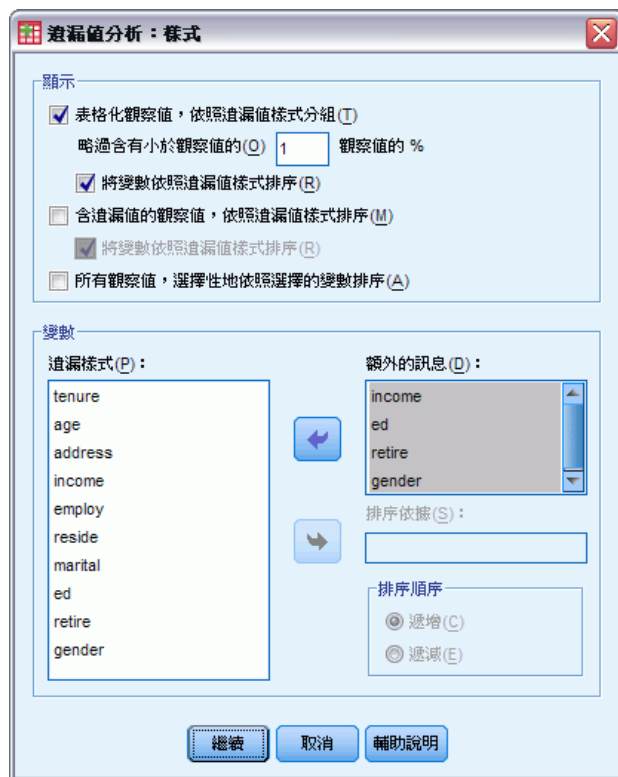 遺漏值分析：樣式
顯示
表格化觀察值，依照遺漏值樣式分組(T)
略過含有小於觀察值的(O) 1 觀察值的 %
將變數依照遺漏值樣式排序(R)
含遺漏值的觀察值，依照遺漏值樣式排序(M)
將變數依照遺漏值樣式排序(R)
所有觀察值，選擇性地依照選擇的變數排序(A)
變數
遺漏樣式(P)：
tenure
age
address
income
employ
reside
marital
ed
retire
gender
額外的訊息(D)：
income
ed
retire
gender
排序依據(S)：
排序順序
遞增(C)
遞減(E)
繼續 取消 輔助說明